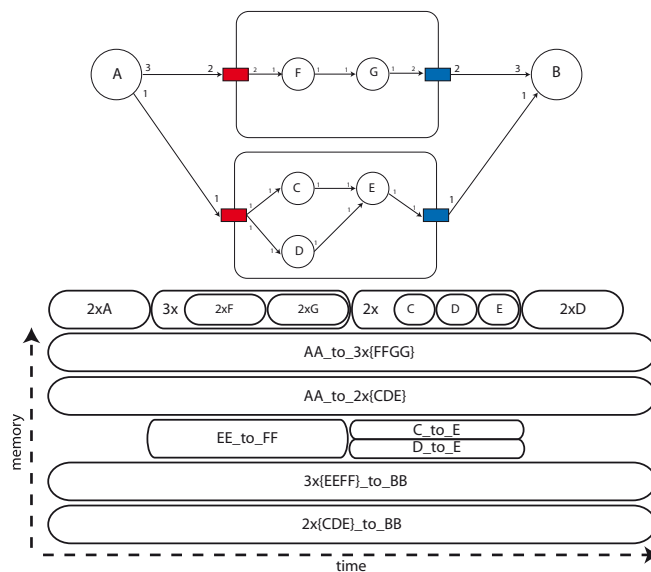 A 3 2 2 1 F 1 1 G 1 2 2 3 B
1 1
1 1 C 1 1 E 1 1 1
1 D 1 1
2xA 3x 2xF 2xG 2x C D E 2xD
AA_to_3x{FFGG}
AA_to_2x{CDE}
EE_to_FF C_to_E
D_to_E
3x{EEFF}_to_BB
2x{CDE}_to_BB
memory
time